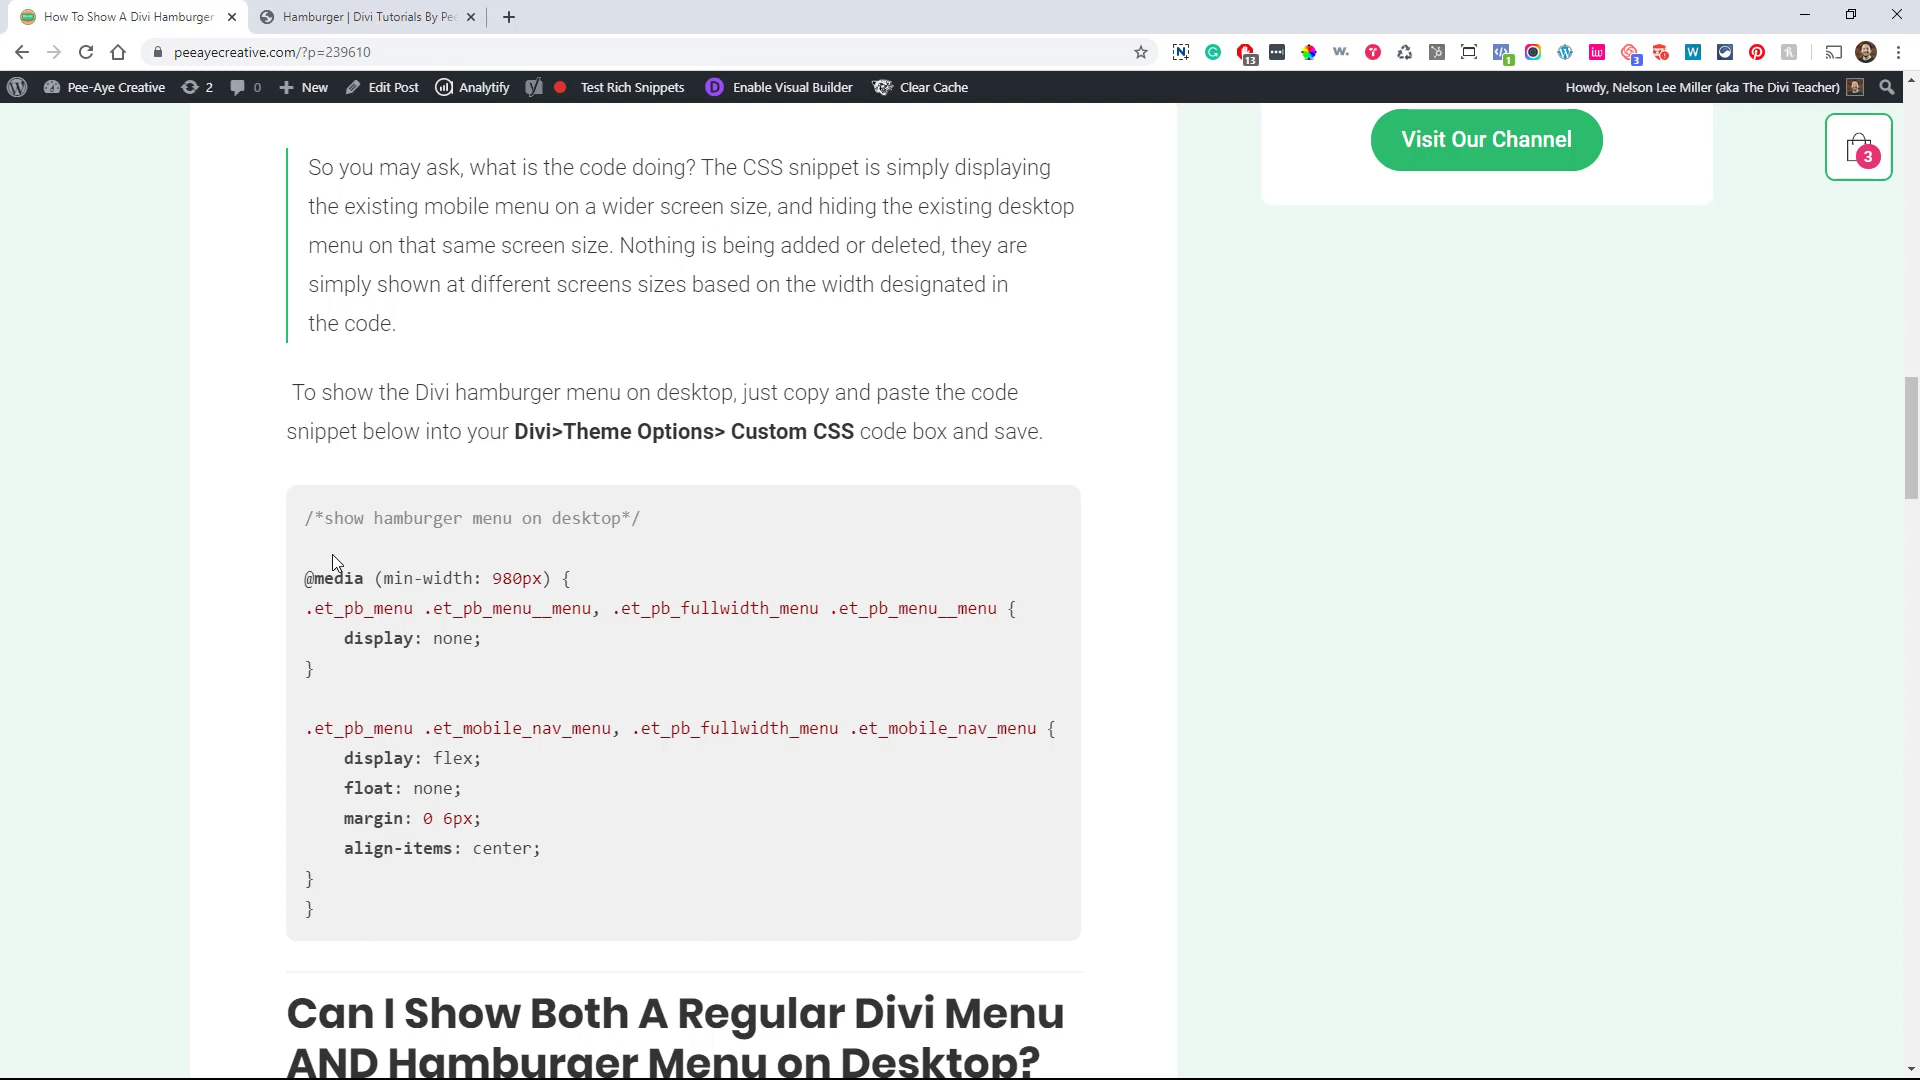 How To Show A Divi Hamburger
Hamburger | Divi Tutorials By Pee
peeayecreative.com/?p=239610
13
1
3
Pee-Aye Creative
2
0
New
Edit Post
Analytify
Test Rich Snippets
Enable Visual Builder
Clear Cache
Howdy, Nelson Lee Miller (aka The Divi Teacher)
Visit Our Channel
3
So you may ask, what is the code doing? The CSS snippet is simply displaying
the existing mobile menu on a wider screen size, and hiding the existing desktop
menu on that same screen size. Nothing is being added or deleted, they are
simply shown at different screens sizes based on the width designated in
the code.
To show the Divi hamburger menu on desktop, just copy and paste the code
snippet below into your Divi>Theme Options> Custom CSS code box and save.
/*show hamburger menu on desktop*/
@media (min-width: 980px) {
.et_pb_menu .et_pb_menu__menu, .et_pb_fullwidth_menu .et_pb_menu__menu {
display: none;
}
.et_pb_menu .et_mobile_nav_menu, .et_pb_fullwidth_menu .et_mobile_nav_menu {
display: flex;
float: none;
margin: 0 6px;
align-items: center;
}
}
Can I Show Both A Regular Divi Menu
AND Hamburger Menu on Desktop?